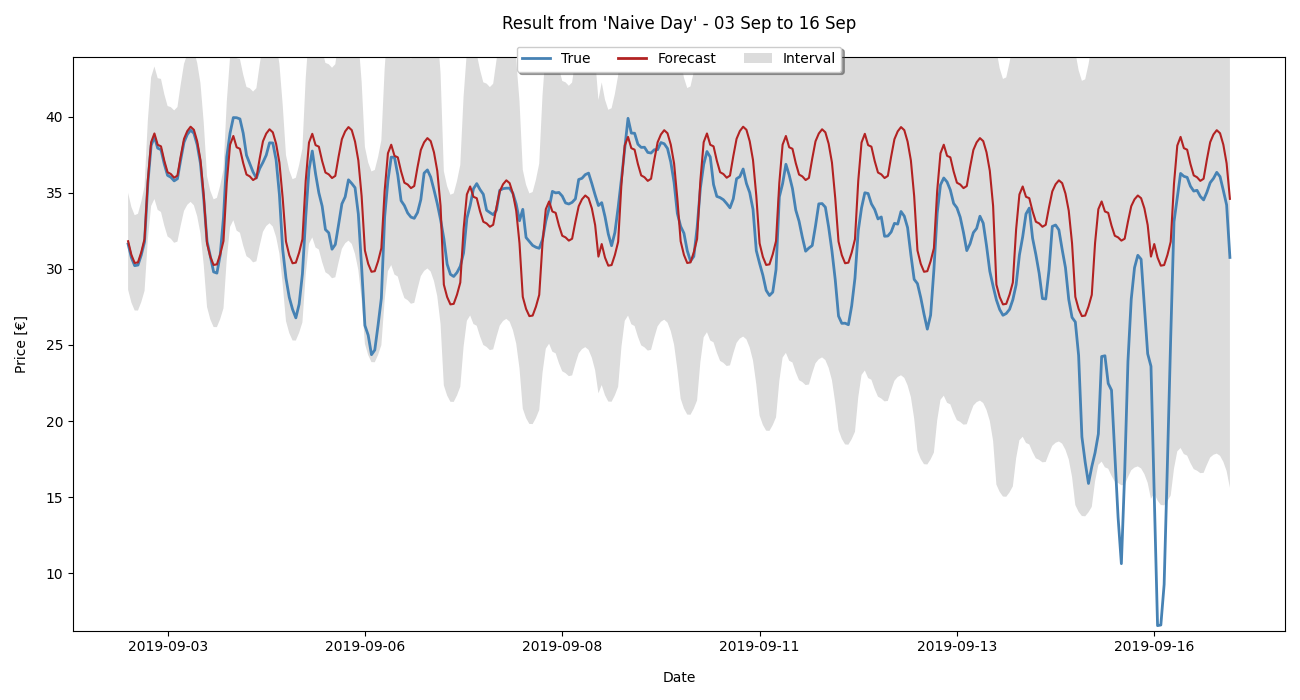 Result from 'Naive Day' - 03 Sep to 16 Sep
True Forecast Interval
40
35
30
25
20
15
10
Price [€]
2019-09-03 2019-09-06 2019-09-08 2019-09-11 2019-09-13 2019-09-16
Date